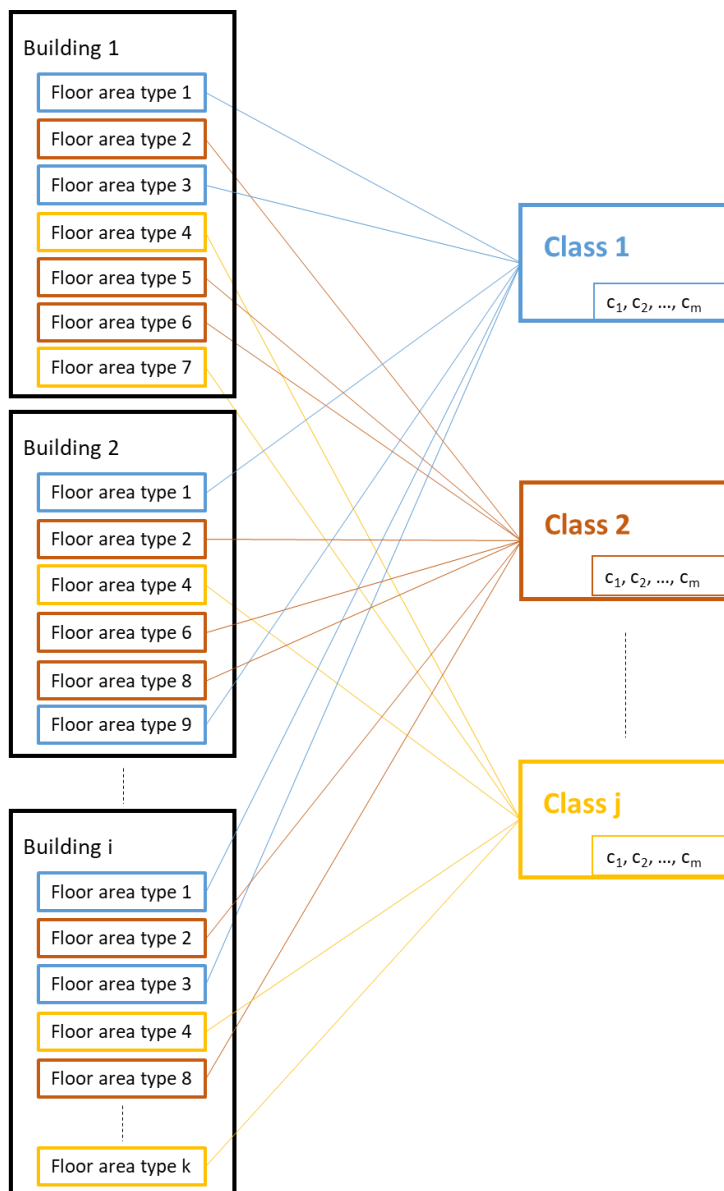 Building 1
Floor area type 1
Floor area type 2
Floor area type 3
Floor area type 4
Floor area type 5
Floor area type 6
Floor area type 7
Building 2
Floor area type 1
Floor area type 2
Floor area type 4
Floor area type 6
Floor area type 8
Floor area type 9
Building i
Floor area type 1
Floor area type 2
Floor area type 3
Floor area type 4
Floor area type 8
Floor area type k
Class 1
c₁, c₂, ..., cₘ
Class 2
c₁, c₂, ..., cₘ
Class j
c₁, c₂, ..., cₘ